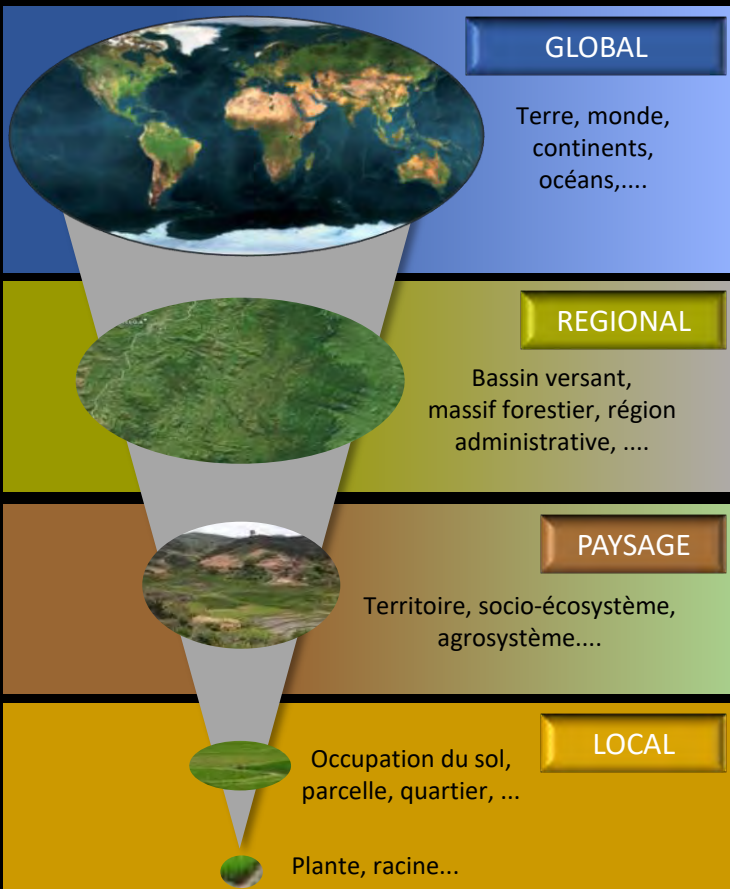 GLOBAL
Terre, monde,
continents,
océans,....
REGIONAL
Bassin versant,
massif forestier, région
administrative, ....
PAYSAGE
Territoire, socio-écosystème,
agrosystème....
LOCAL
Occupation du sol,
parcelle, quartier, ...
Plante, racine...